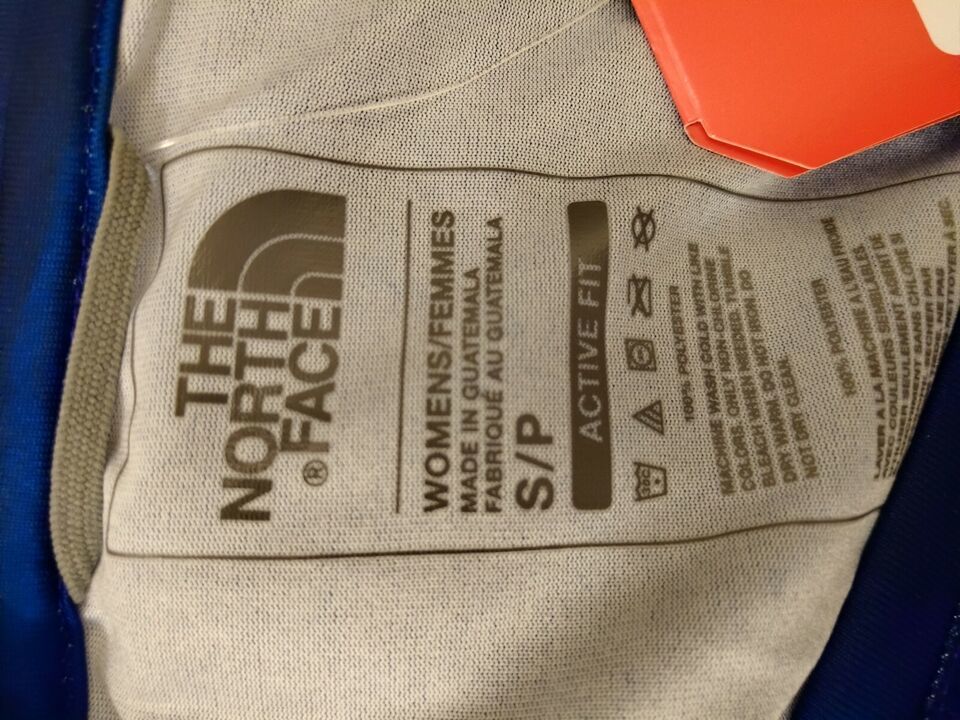 THE
NORTH
FACE
®
WOMENS/FEMMES
MADE IN GUATEMALA
FABRIQUÉ AU GUATEMALA
S/P
ACTIVE FIT
100% POLYESTER
MACHINE WASH COLD WITH LIKE
COLORS. ONLY NON-CHLORINE
BLEACH WHEN NEEDED. TUMBLE
DRY WARM. DO NOT IRON. DO
NOT DRY CLEAN.
100% POLYESTER
LAVER A LA MACHINE A L'EAU FROIDE
AVEC COULEURS SEMBLABLES.
SEULEMENT